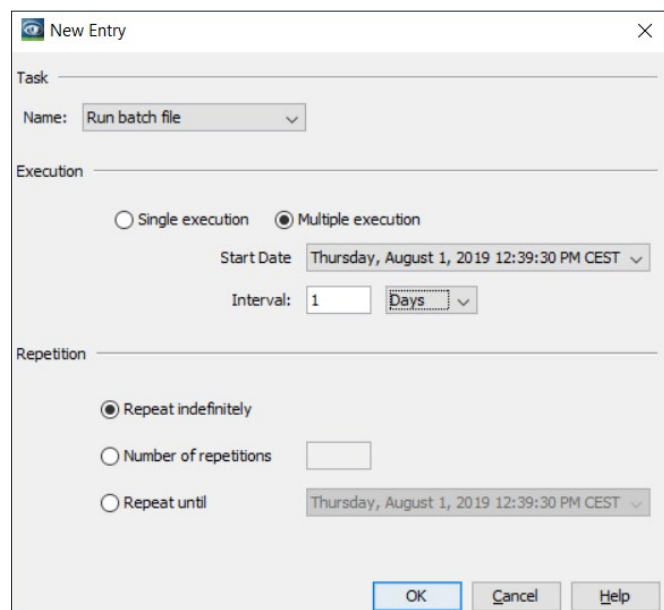 New Entry
Task
Name: Run batch file
Execution
Single execution Multiple execution
Start Date Thursday, August 1, 2019 12:39:30 PM CEST
Interval: 1 Days
Repetition
Repeat indefinitely
Number of repetitions
Repeat until Thursday, August 1, 2019 12:39:30 PM CEST
OK Cancel Help